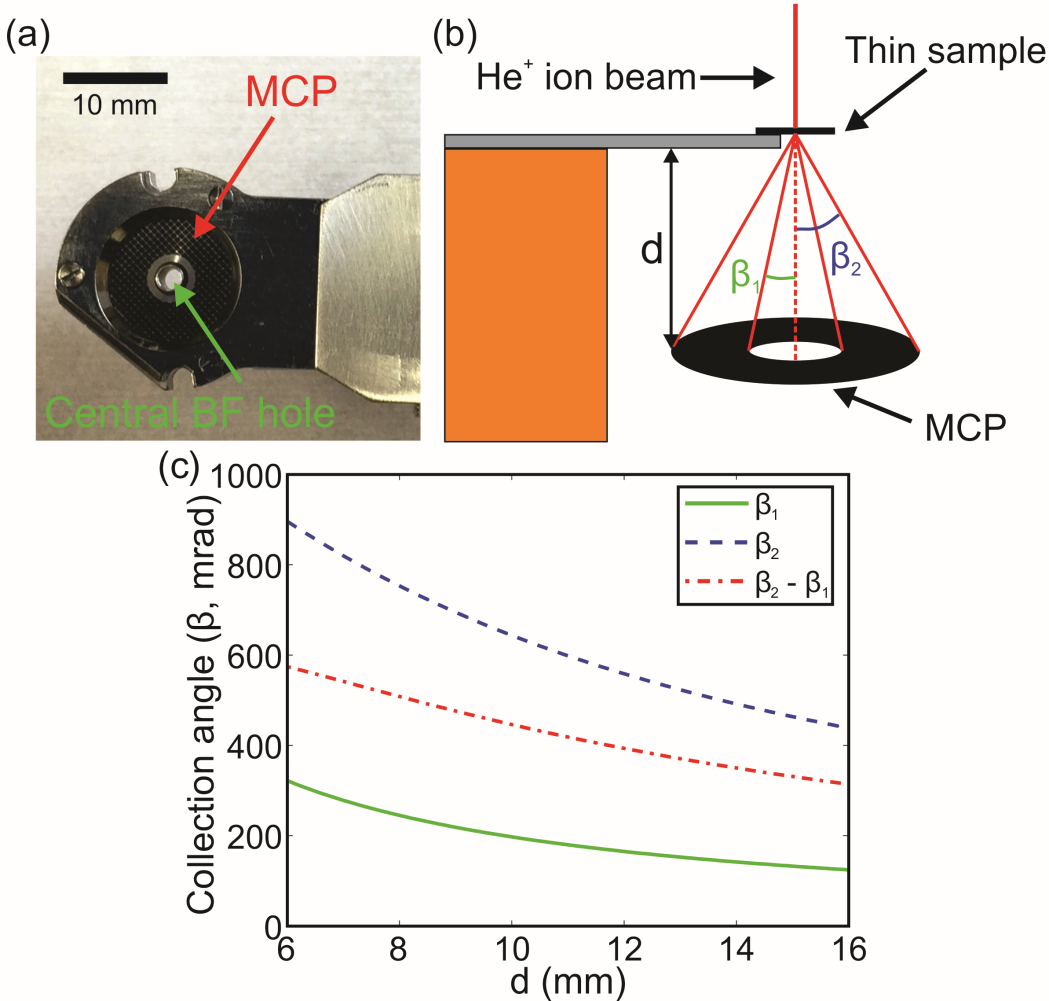 (a)
10 mm
MCP
Central BF hole
(b)
He⁺ ion beam
Thin sample
d
β₁
β₂
MCP
(c)
1000
800
600
400
200
0
Collection angle (β, mrad)
β₁
β₂
β₂ - β₁
6 8 10 12 14 16
d (mm)